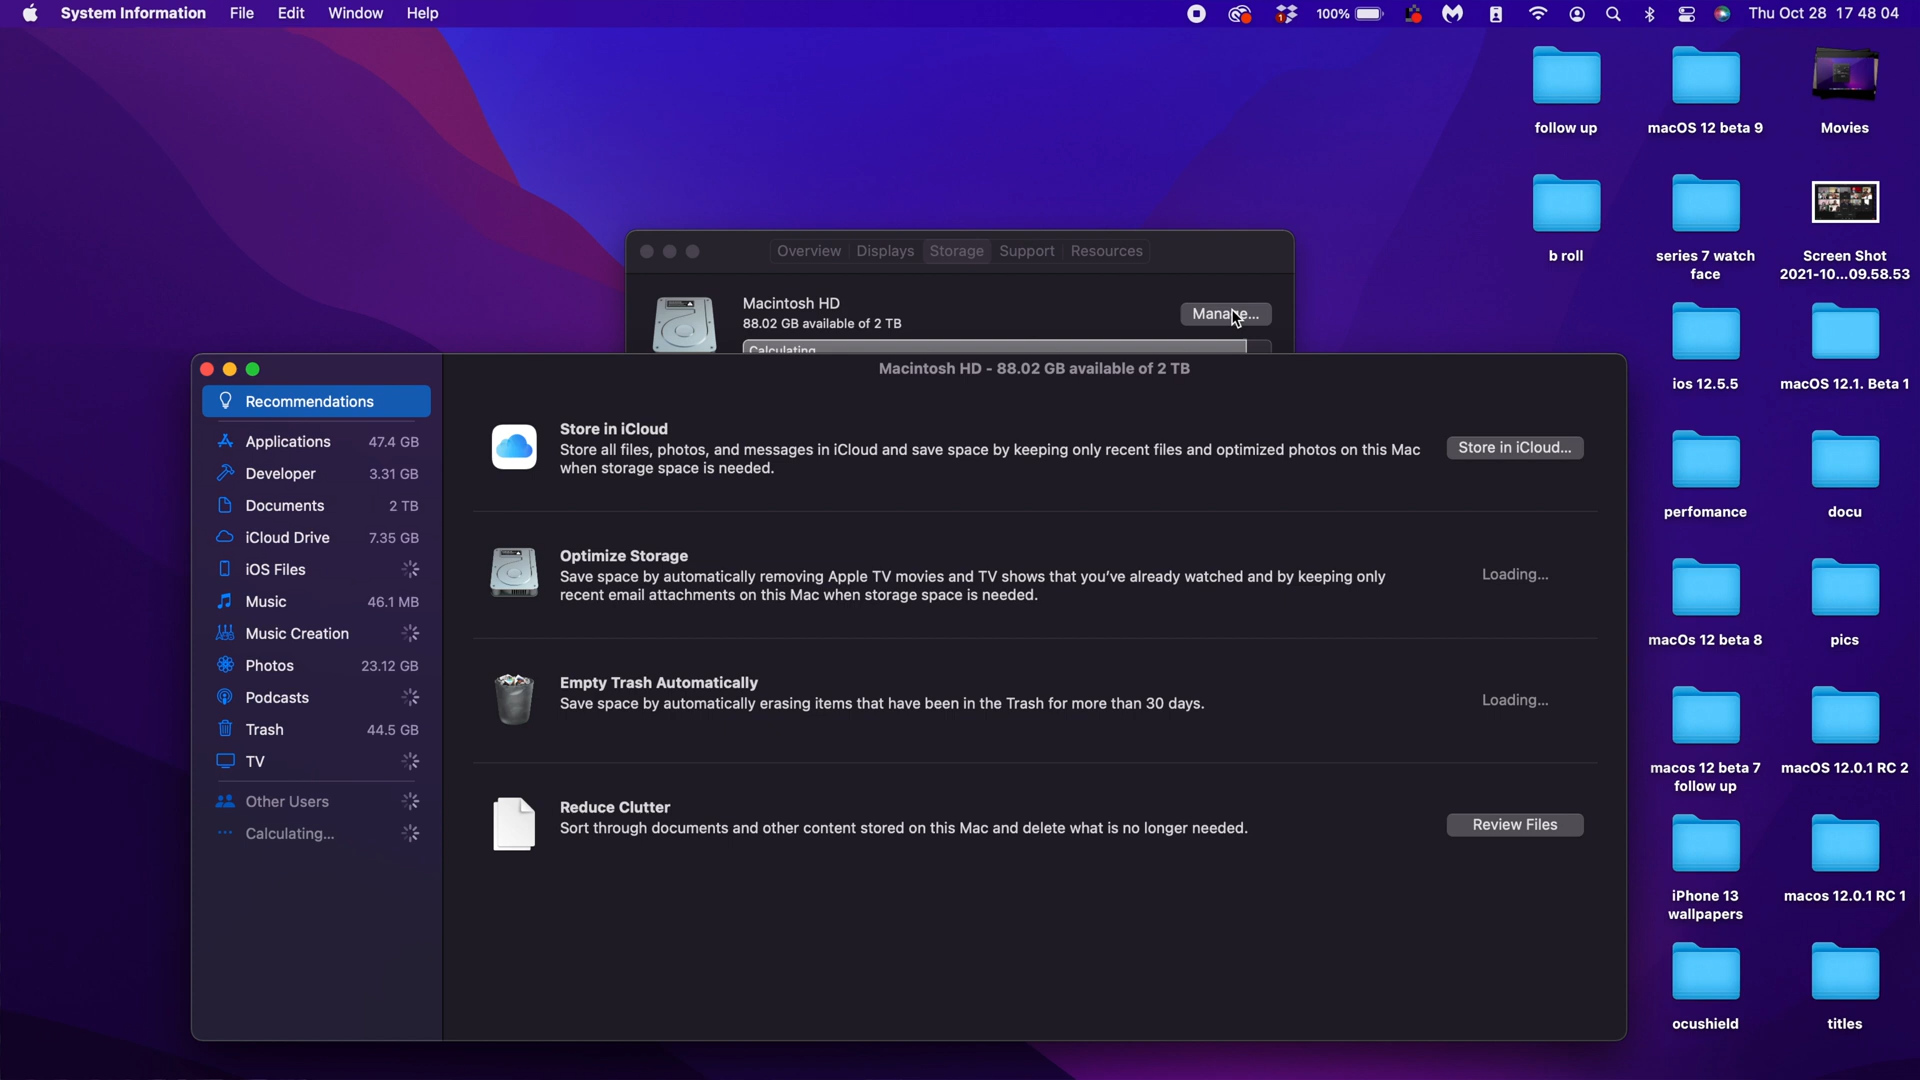 System Information File Edit Window Help
1 100% Thu Oct 28 17 48 04
follow up
macOS 12 beta 9
Movies
b roll
series 7 watch
face
Screen Shot
2021-10...09.58.53
ios 12.5.5
macOS 12.1. Beta 1
perfomance
docu
macOs 12 beta 8
pics
macos 12 beta 7
follow up
macOS 12.0.1 RC 2
iPhone 13
wallpapers
macos 12.0.1 RC 1
ocushield
titles
Overview Displays Storage Support Resources
Macintosh HD
88.02 GB available of 2 TB
Manage...
Calculating
Macintosh HD - 88.02 GB available of 2 TB
Recommendations
Applications 47.4 GB
Developer 3.31 GB
Documents 2 TB
iCloud Drive 7.35 GB
iOS Files
Music 46.1 MB
Music Creation
Photos 23.12 GB
Podcasts
Trash 44.5 GB
TV
Other Users
Calculating...
Store in iCloud
Store all files, photos, and messages in iCloud and save space by keeping only recent files and optimized photos on this Mac
when storage space is needed.
Store in iCloud...
Optimize Storage
Save space by automatically removing Apple TV movies and TV shows that you've already watched and by keeping only
recent email attachments on this Mac when storage space is needed.
Loading...
Empty Trash Automatically
Save space by automatically erasing items that have been in the Trash for more than 30 days.
Loading...
Reduce Clutter
Sort through documents and other content stored on this Mac and delete what is no longer needed.
Review Files